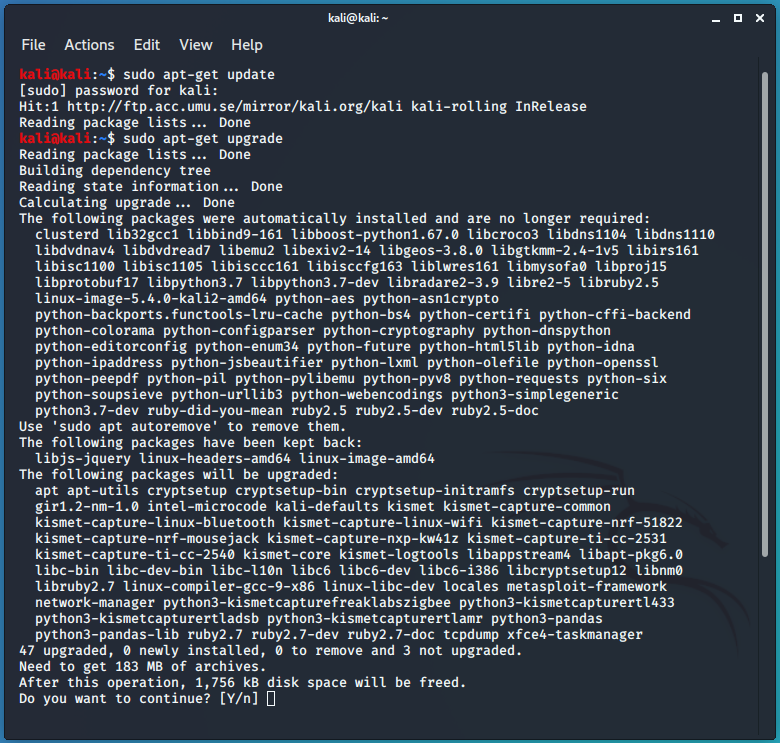 kali@kali: ~
File Actions Edit View Help
kali@kali:~$ sudo apt-get update
[sudo] password for kali:
Hit:1 http://ftp.acc.umu.se/mirror/kali.org/kali kali-rolling InRelease
Reading package lists... Done
kali@kali:~$ sudo apt-get upgrade
Reading package lists... Done
Building dependency tree
Reading state information... Done
Calculating upgrade... Done
The following packages were automatically installed and are no longer required:
clusterd lib32gcc1 libbind9-161 libboost-python1.67.0 libcroco3 libdns1104 libdns1110
libdvdnav4 libdvdread7 libemu2 libexiv2-14 libgeos-3.8.0 libgtkmm-2.4-1v5 libirs161
libisc1100 libisc1105 libisccc161 libisccfg163 liblwres161 libmysofa0 libproj15
libprotobuf17 libpython3.7 libpython3.7-dev libradare2-3.9 libre2-5 libruby2.5
linux-image-5.4.0-kali2-amd64 python-aes python-asn1crypto
python-backports.functools-lru-cache python-bs4 python-certifi python-cffi-backend
python-colorama python-configparser python-cryptography python-dnspython
python-editorconfig python-enum34 python-future python-html5lib python-idna
python-ipaddress python-jsbeautifier python-lxml python-olefile python-openssl
python-peepdf python-pil python-pylibemu python-pyv8 python-requests python-six
python-soupsieve python-urllib3 python-webencodings python3-simplegeneric
python3.7-dev ruby-did-you-mean ruby2.5 ruby2.5-dev ruby2.5-doc
Use 'sudo apt autoremove' to remove them.
The following packages have been kept back:
libjs-jquery linux-headers-amd64 linux-image-amd64
The following packages will be upgraded:
apt apt-utils cryptsetup cryptsetup-bin cryptsetup-initramfs cryptsetup-run
gir1.2-nm-1.0 intel-microcode kali-defaults kismet kismet-capture-common
kismet-capture-linux-bluetooth kismet-capture-linux-wifi kismet-capture-nrf-51822
kismet-capture-nrf-mousejack kismet-capture-nxp-kw41z kismet-capture-ti-cc-2531
kismet-capture-ti-cc-2540 kismet-core kismet-logtools libappstream4 libapt-pkg6.0
libc-bin libc-dev-bin libc-l10n libc6 libc6-dev libc6-i386 libcryptsetup12 libnm0
libruby2.7 linux-compiler-gcc-9-x86 linux-libc-dev locales metasploit-framework
network-manager python3-kismetcapturefreaklabszigbee python3-kismetcapturertl433
python3-kismetcapturertladsb python3-kismetcapturertlamr python3-pandas
python3-pandas-lib ruby2.7 ruby2.7-dev ruby2.7-doc tcpdump xfce4-taskmanager
47 upgraded, 0 newly installed, 0 to remove and 3 not upgraded.
Need to get 183 MB of archives.
After this operation, 1,756 kB disk space will be freed.
Do you want to continue? [Y/n]